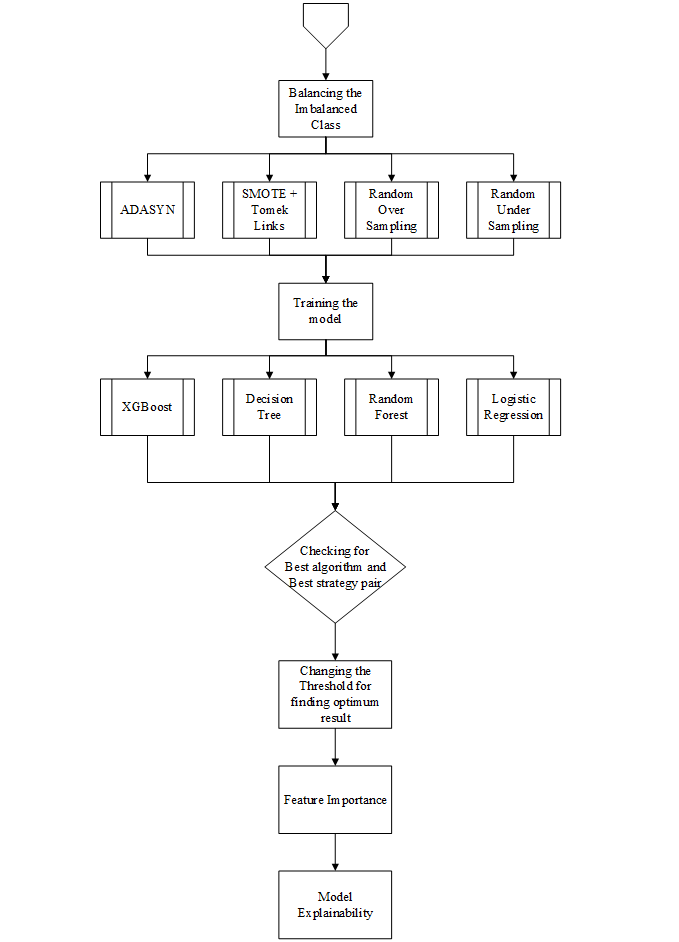 Balancing the
Imbalanced
Class
ADASYN
SMOTE +
Tomek
Links
Random
Over
Sampling
Random
Under
Sampling
Training the
model
XGBoost
Decision
Tree
Random
Forest
Logistic
Regression
Checking for
Best algorithm and
Best strategy pair
Changing the
Threshold for
finding optimum
result
Feature Importance
Model
Explainability